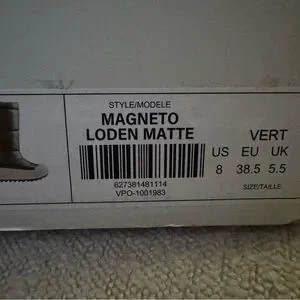 STYLE/MODELE
MAGNETO
LODEN MATTE
VERT
US EU UK
8 38.5 5.5
627381481114
VPO-1001983
SIZE/TAILLE